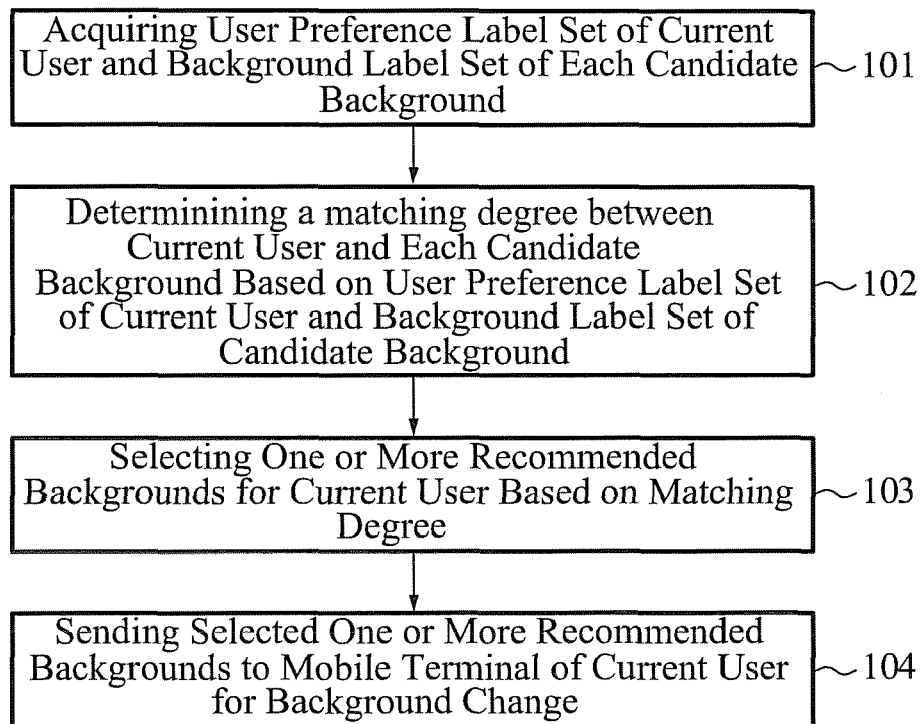 Acquiring User Preference Label Set of Current
User and Background Label Set of Each Candidate
Background
101
Determinining a matching degree between
Current User and Each Candidate
Background Based on User Preference Label Set
of Current User and Background Label Set of
Candidate Background
102
Selecting One or More Recommended
Backgrounds for Current User Based on Matching
Degree
103
Sending Selected One or More Recommended
Backgrounds to Mobile Terminal of Current User
for Background Change
104